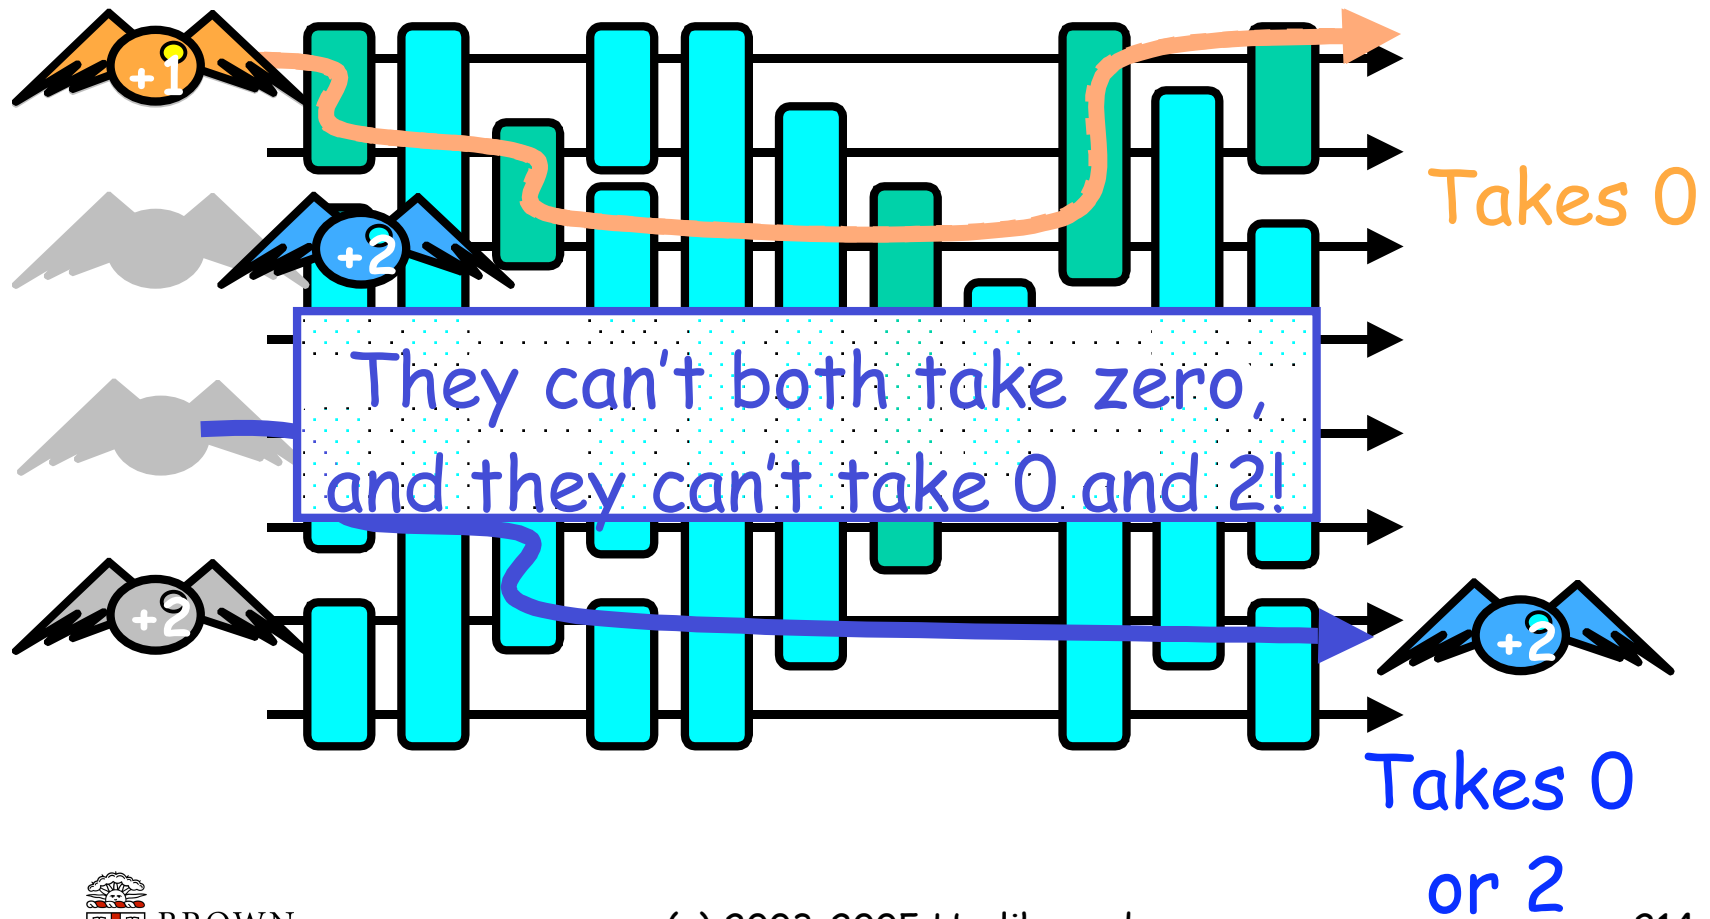 +1
Takes 0
+2
They can't both take zero,
and they can't take 0 and 2!
+2
+2
Takes 0
or 2
BROWN